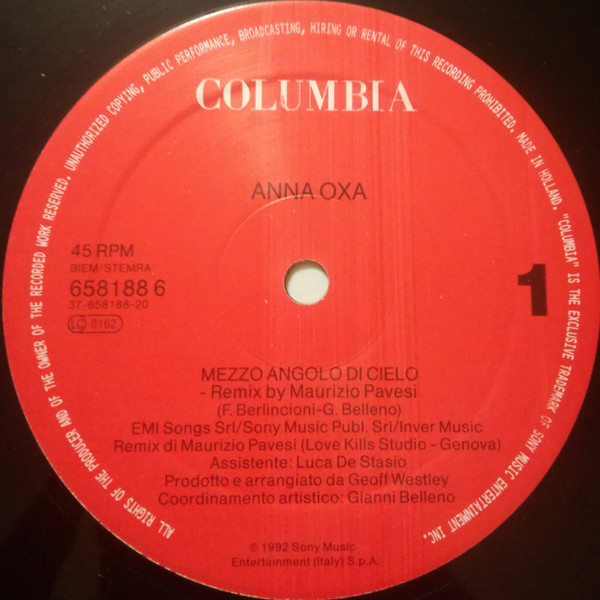 ALL RIGHTS OF THE PRODUCER AND OF THE OWNER OF THE RECORDED WORK RESERVED. UNAUTHORIZED COPYING, PUBLIC PERFORMANCE, BROADCASTING, HIRING OR RENTAL OF THIS RECORDING PROHIBITED. MADE IN HOLLAND. "COLUMBIA" IS THE EXCLUSIVE TRADEMARK OF SONY MUSIC ENTERTAINMENT INC.
COLUMBIA
ANNA OXA
45 RPM
BIEM/STEMRA
658188 6
37-658188-20
LC 0162
1
MEZZO ANGOLO DI CIELO
- Remix by Maurizio Pavesi
(F. Berlincioni-G. Belleno)
EMI Songs Srl/Sony Music Publ. Srl/Inver Music
Remix di Maurizio Pavesi (Love Kills Studio - Genova)
Assistente: Luca De Stasio
Prodotto e arrangiato da Geoff Westley
Coordinamento artistico: Gianni Belleno
℗ 1992 Sony Music
Entertainment (Italy) S.p.A.